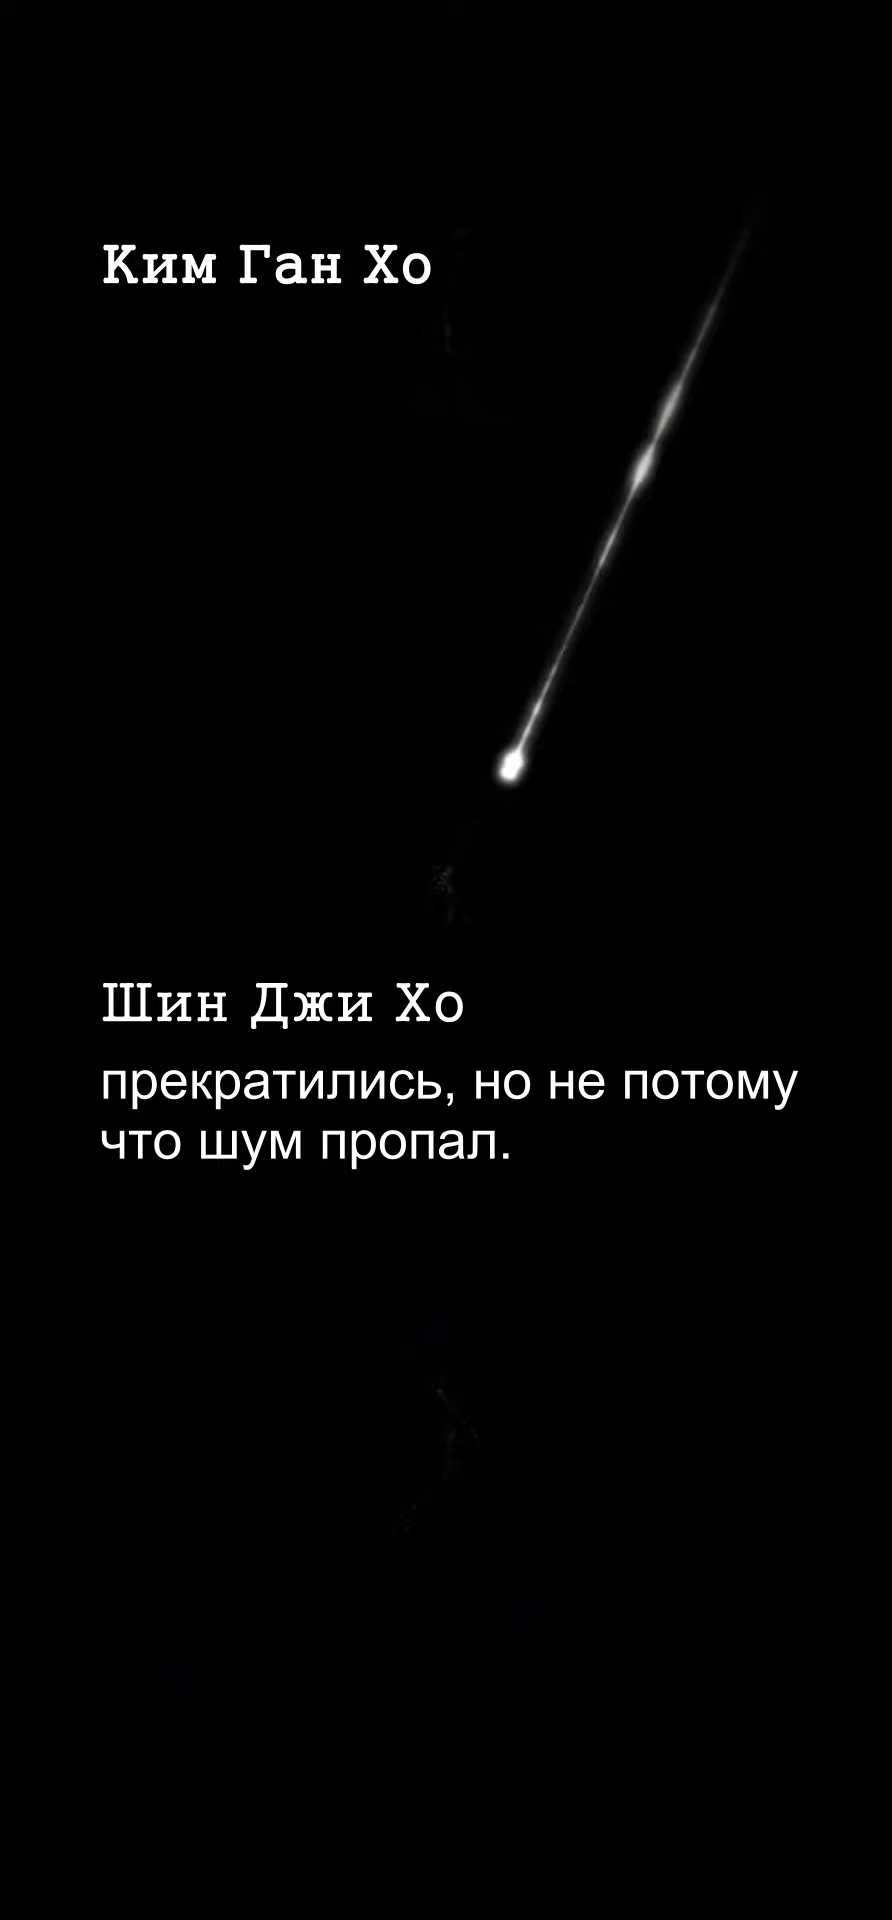 Ким Ган Хо
Шин Джи Хо
прекратились, но не потому
что шум пропал.